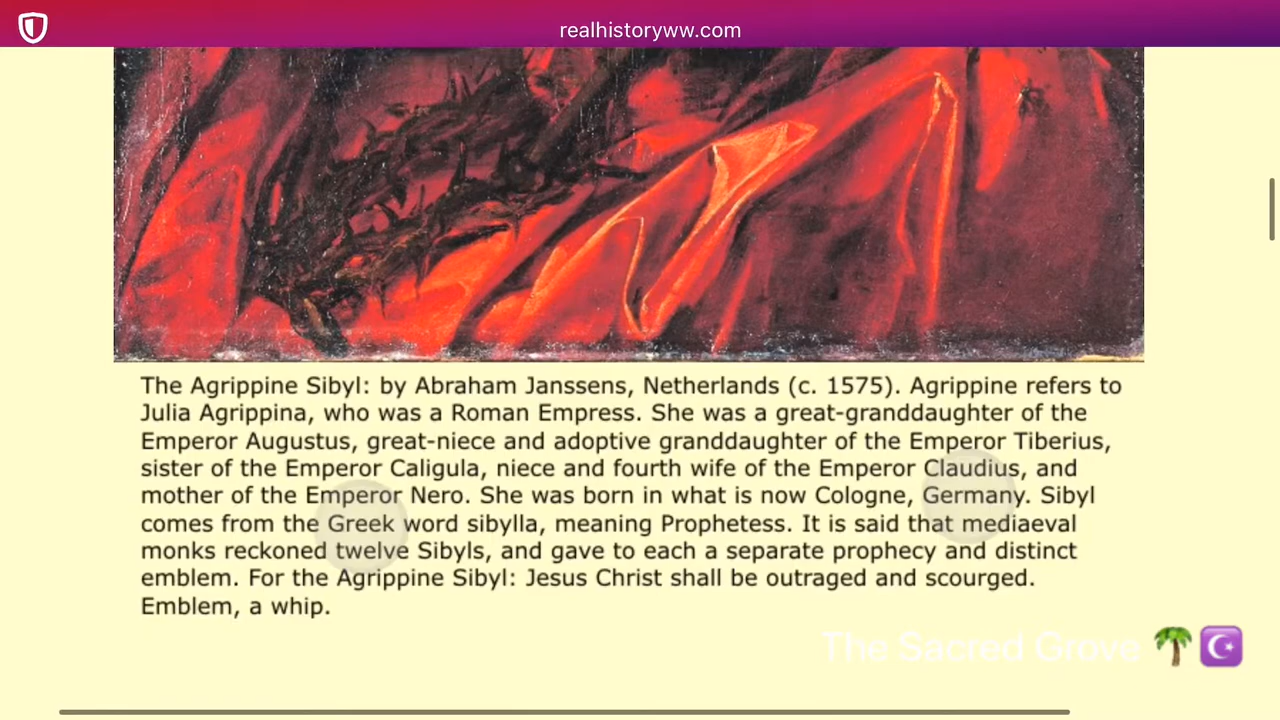 realhistoryww.com
The Agrippine Sibyl: by Abraham Janssens, Netherlands (c. 1575). Agrippine refers to
Julia Agrippina, who was a Roman Empress. She was a great-granddaughter of the
Emperor Augustus, great-niece and adoptive granddaughter of the Emperor Tiberius,
sister of the Emperor Caligula, niece and fourth wife of the Emperor Claudius, and
mother of the Emperor Nero. She was born in what is now Cologne, Germany. Sibyl
comes from the Greek word sibylla, meaning Prophetess. It is said that mediaeval
monks reckoned twelve Sibyls, and gave to each a separate prophecy and distinct
emblem. For the Agrippine Sibyl: Jesus Christ shall be outraged and scourged.
Emblem, a whip.
The Sacred Grove 🌴☪️